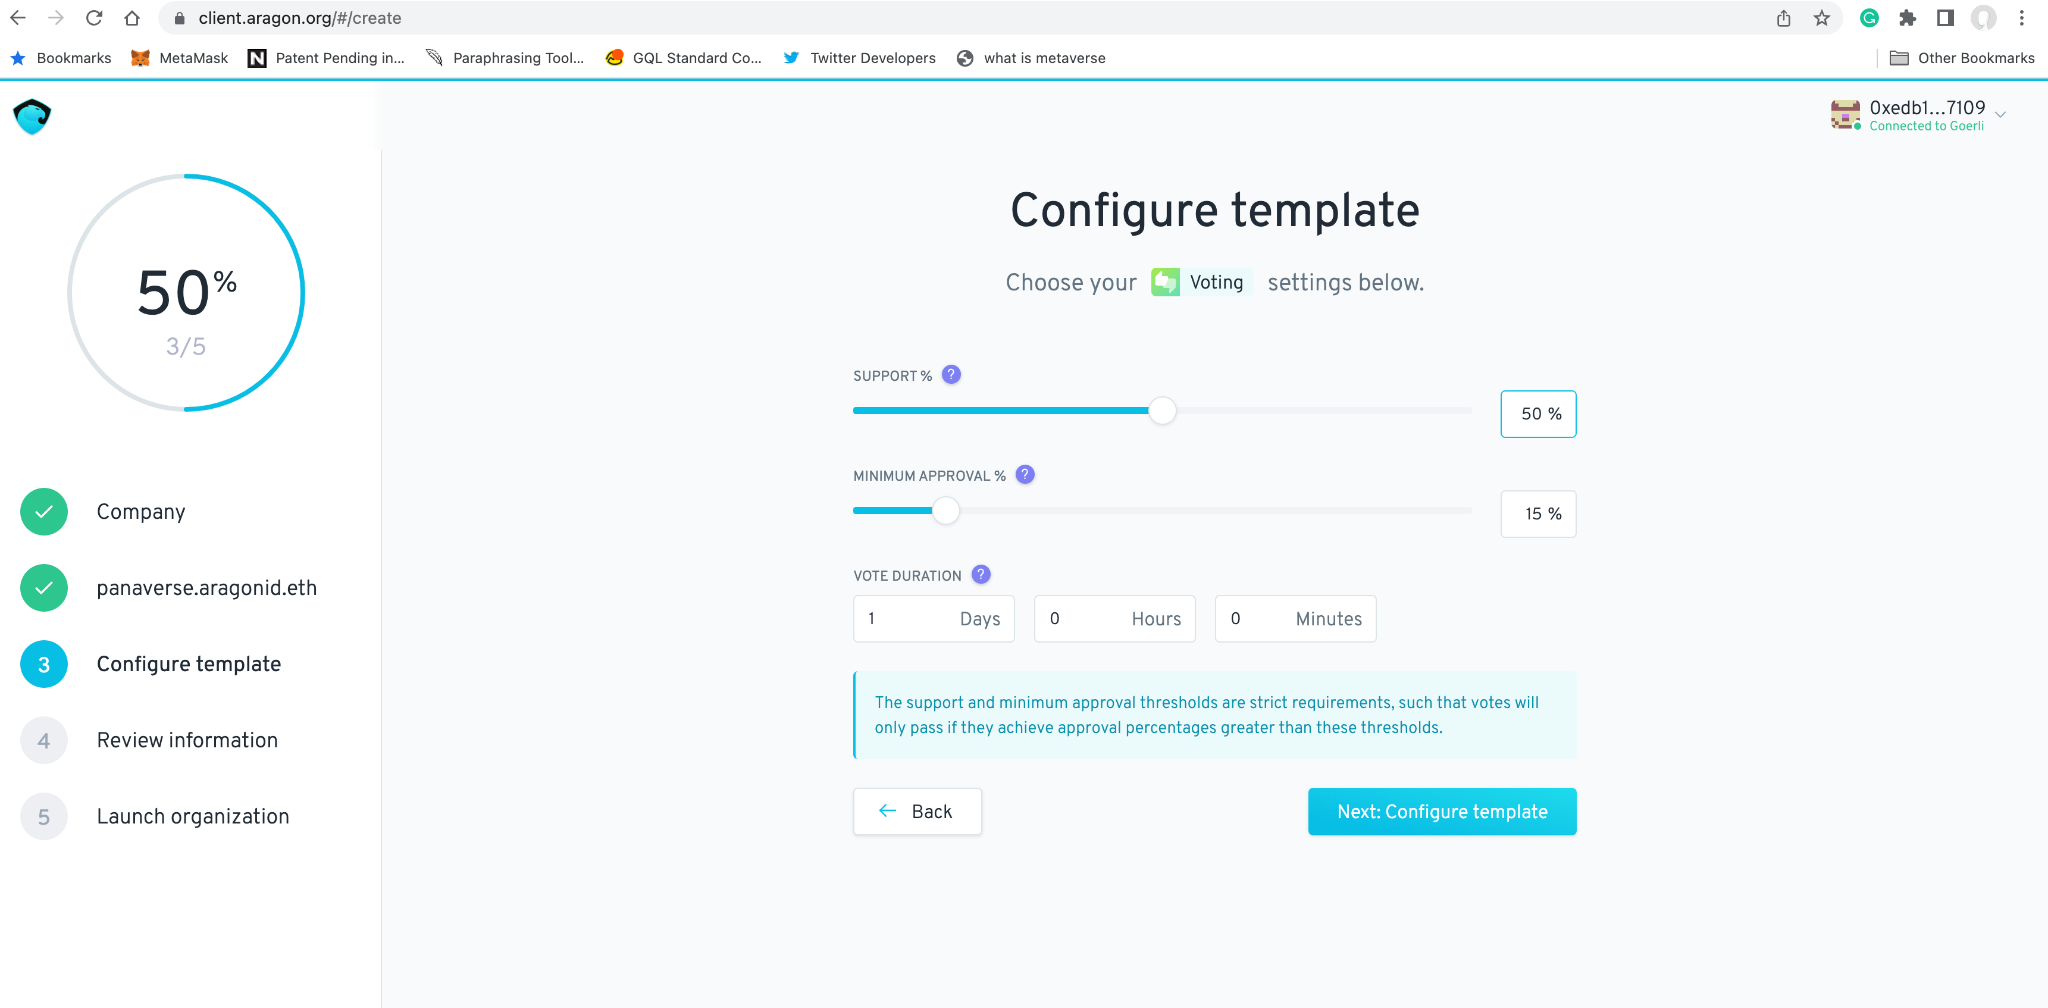 client.aragon.org/#/create
Bookmarks MetaMask Patent Pending in... Paraphrasing Tool... GQL Standard Co... Twitter Developers what is metaverse Other Bookmarks
0xedb1...7109
Connected to Goerli
50%
3/5
Company
panaverse.aragonid.eth
3 Configure template
4 Review information
5 Launch organization
Configure template
Choose your Voting settings below.
SUPPORT % ?
50 %
MINIMUM APPROVAL % ?
15 %
VOTE DURATION ?
1 Days 0 Hours 0 Minutes
The support and minimum approval thresholds are strict requirements, such that votes will
only pass if they achieve approval percentages greater than these thresholds.
Back Next: Configure template